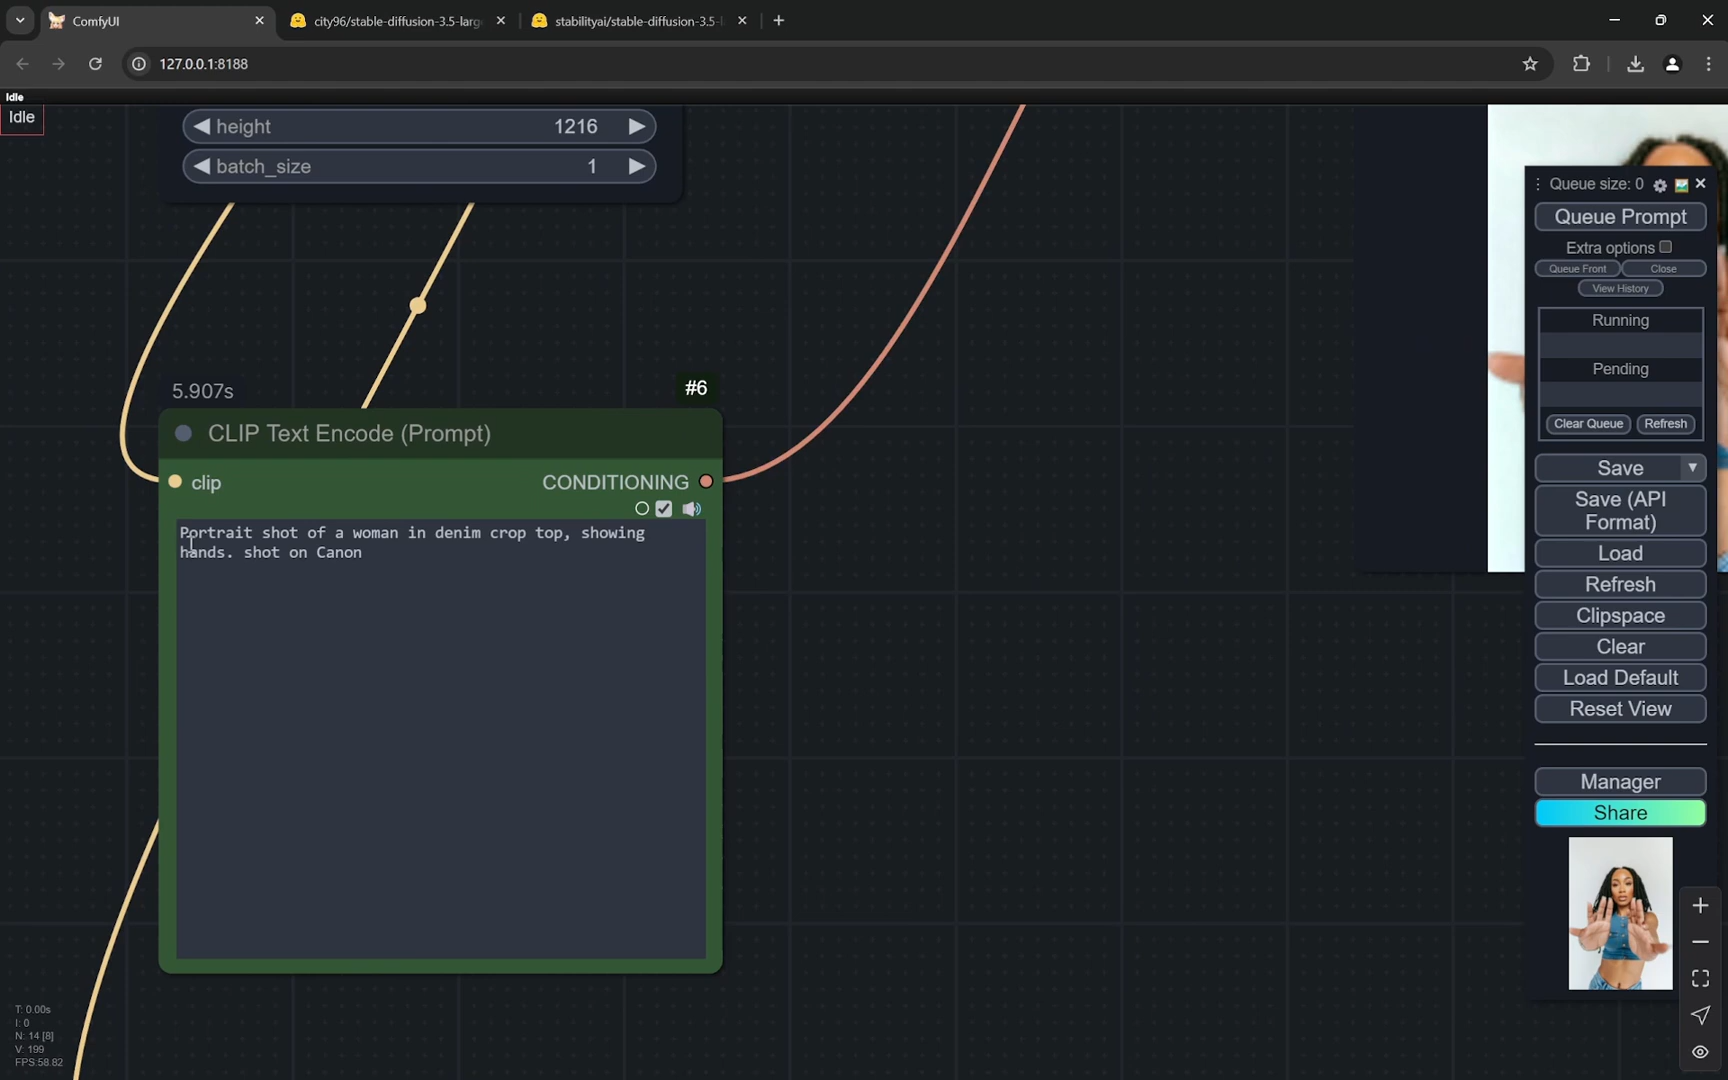 ComfyUI
city96/stable-diffusion-3.5-larg
stabilityai/stable-diffusion-3.5-l
127.0.0.1:8188
Idle
Idle
height 1216
batch_size 1
5.907s
#6
CLIP Text Encode (Prompt)
clip CONDITIONING
Portrait shot of a woman in denim crop top, showing
hands. shot on Canon
Queue size: 0
Queue Prompt
Extra options
Queue Front Close
View History
Running
Pending
Clear Queue Refresh
Save ▼
Save (API
Format)
Load
Refresh
Clipspace
Clear
Load Default
Reset View
Manager
Share
T: 0.00s
I: 0
N: 14 [8]
V: 199
FPS:58.82